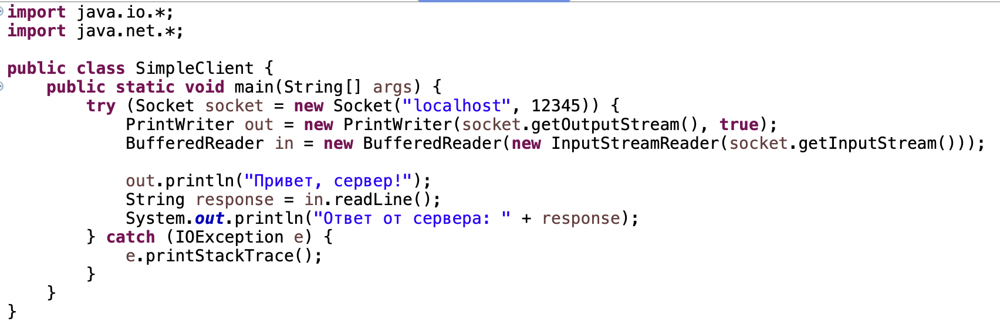 import java.io.*;
import java.net.*;
public class SimpleClient {
public static void main(String[] args) {
try (Socket socket = new Socket("localhost", 12345)) {
PrintWriter out = new PrintWriter(socket.getOutputStream(), true);
BufferedReader in = new BufferedReader(new InputStreamReader(socket.getInputStream()));
out.println("Привет, сервер!");
String response = in.readLine();
System.out.println("Ответ от сервера: " + response);
} catch (IOException e) {
e.printStackTrace();
}
}
}